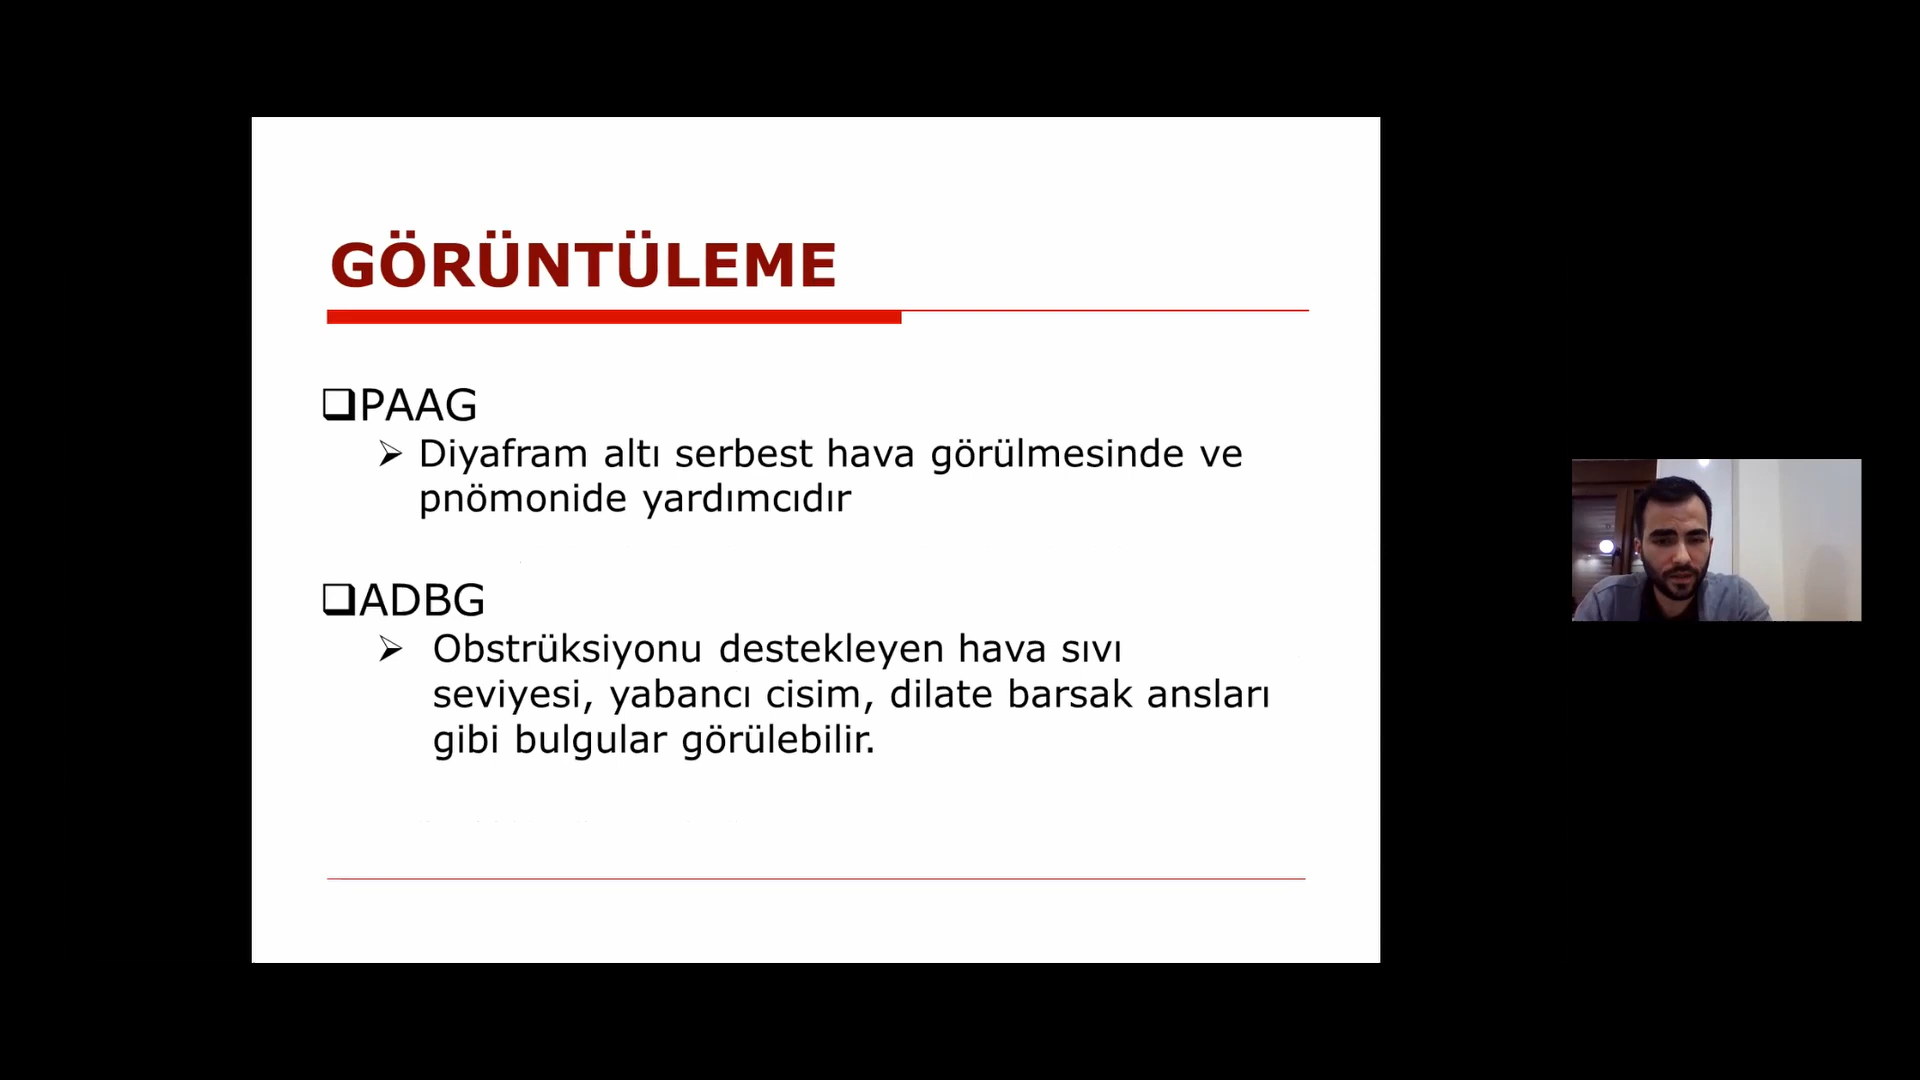 GÖRÜNTÜLEME
❑PAAG
➢ Diyafram altı serbest hava görülmesinde ve
pnömonide yardımcıdır
❑ADBG
➢ Obstrüksiyonu destekleyen hava sıvı
seviyesi, yabancı cisim, dilate barsak ansları
gibi bulgular görülebilir.